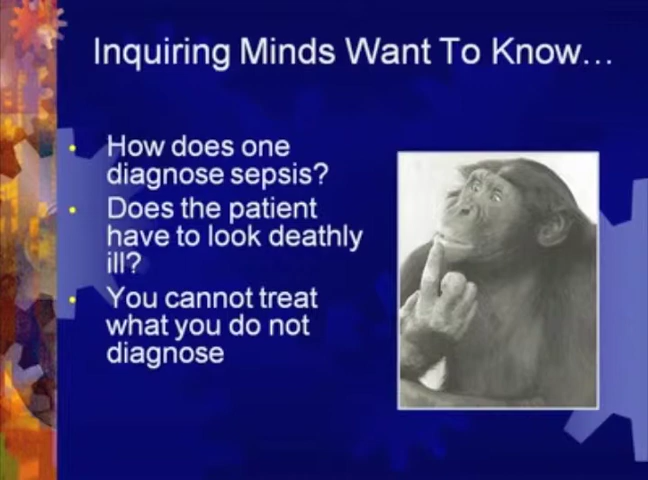 Inquiring Minds Want To Know...
• How does one
diagnose sepsis?
• Does the patient
have to look deathly
ill?
• You cannot treat
what you do not
diagnose